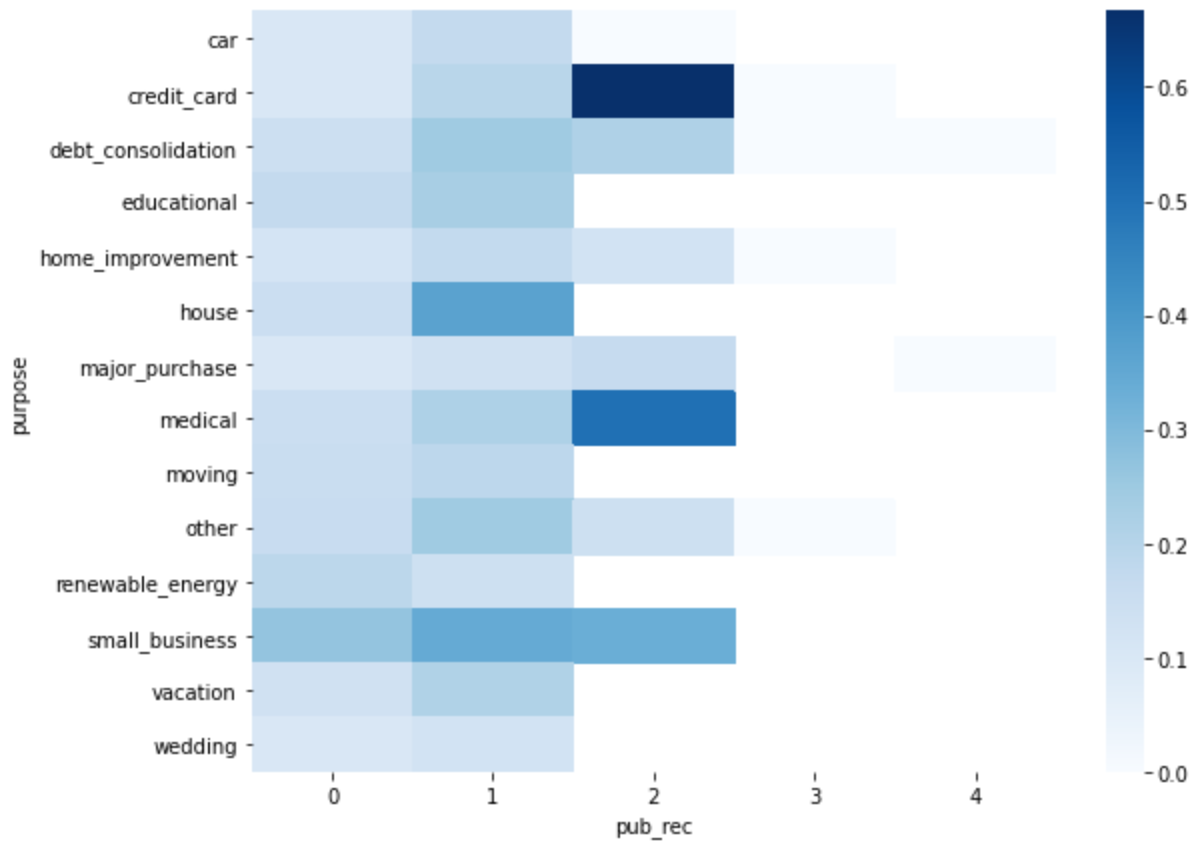 car
credit_card
debt_consolidation
educational
home_improvement
house
major_purchase
medical
moving
other
renewable_energy
small_business
vacation
wedding
purpose
0 1 2 3 4
pub_rec
0.6
0.5
0.4
0.3
0.2
0.1
0.0